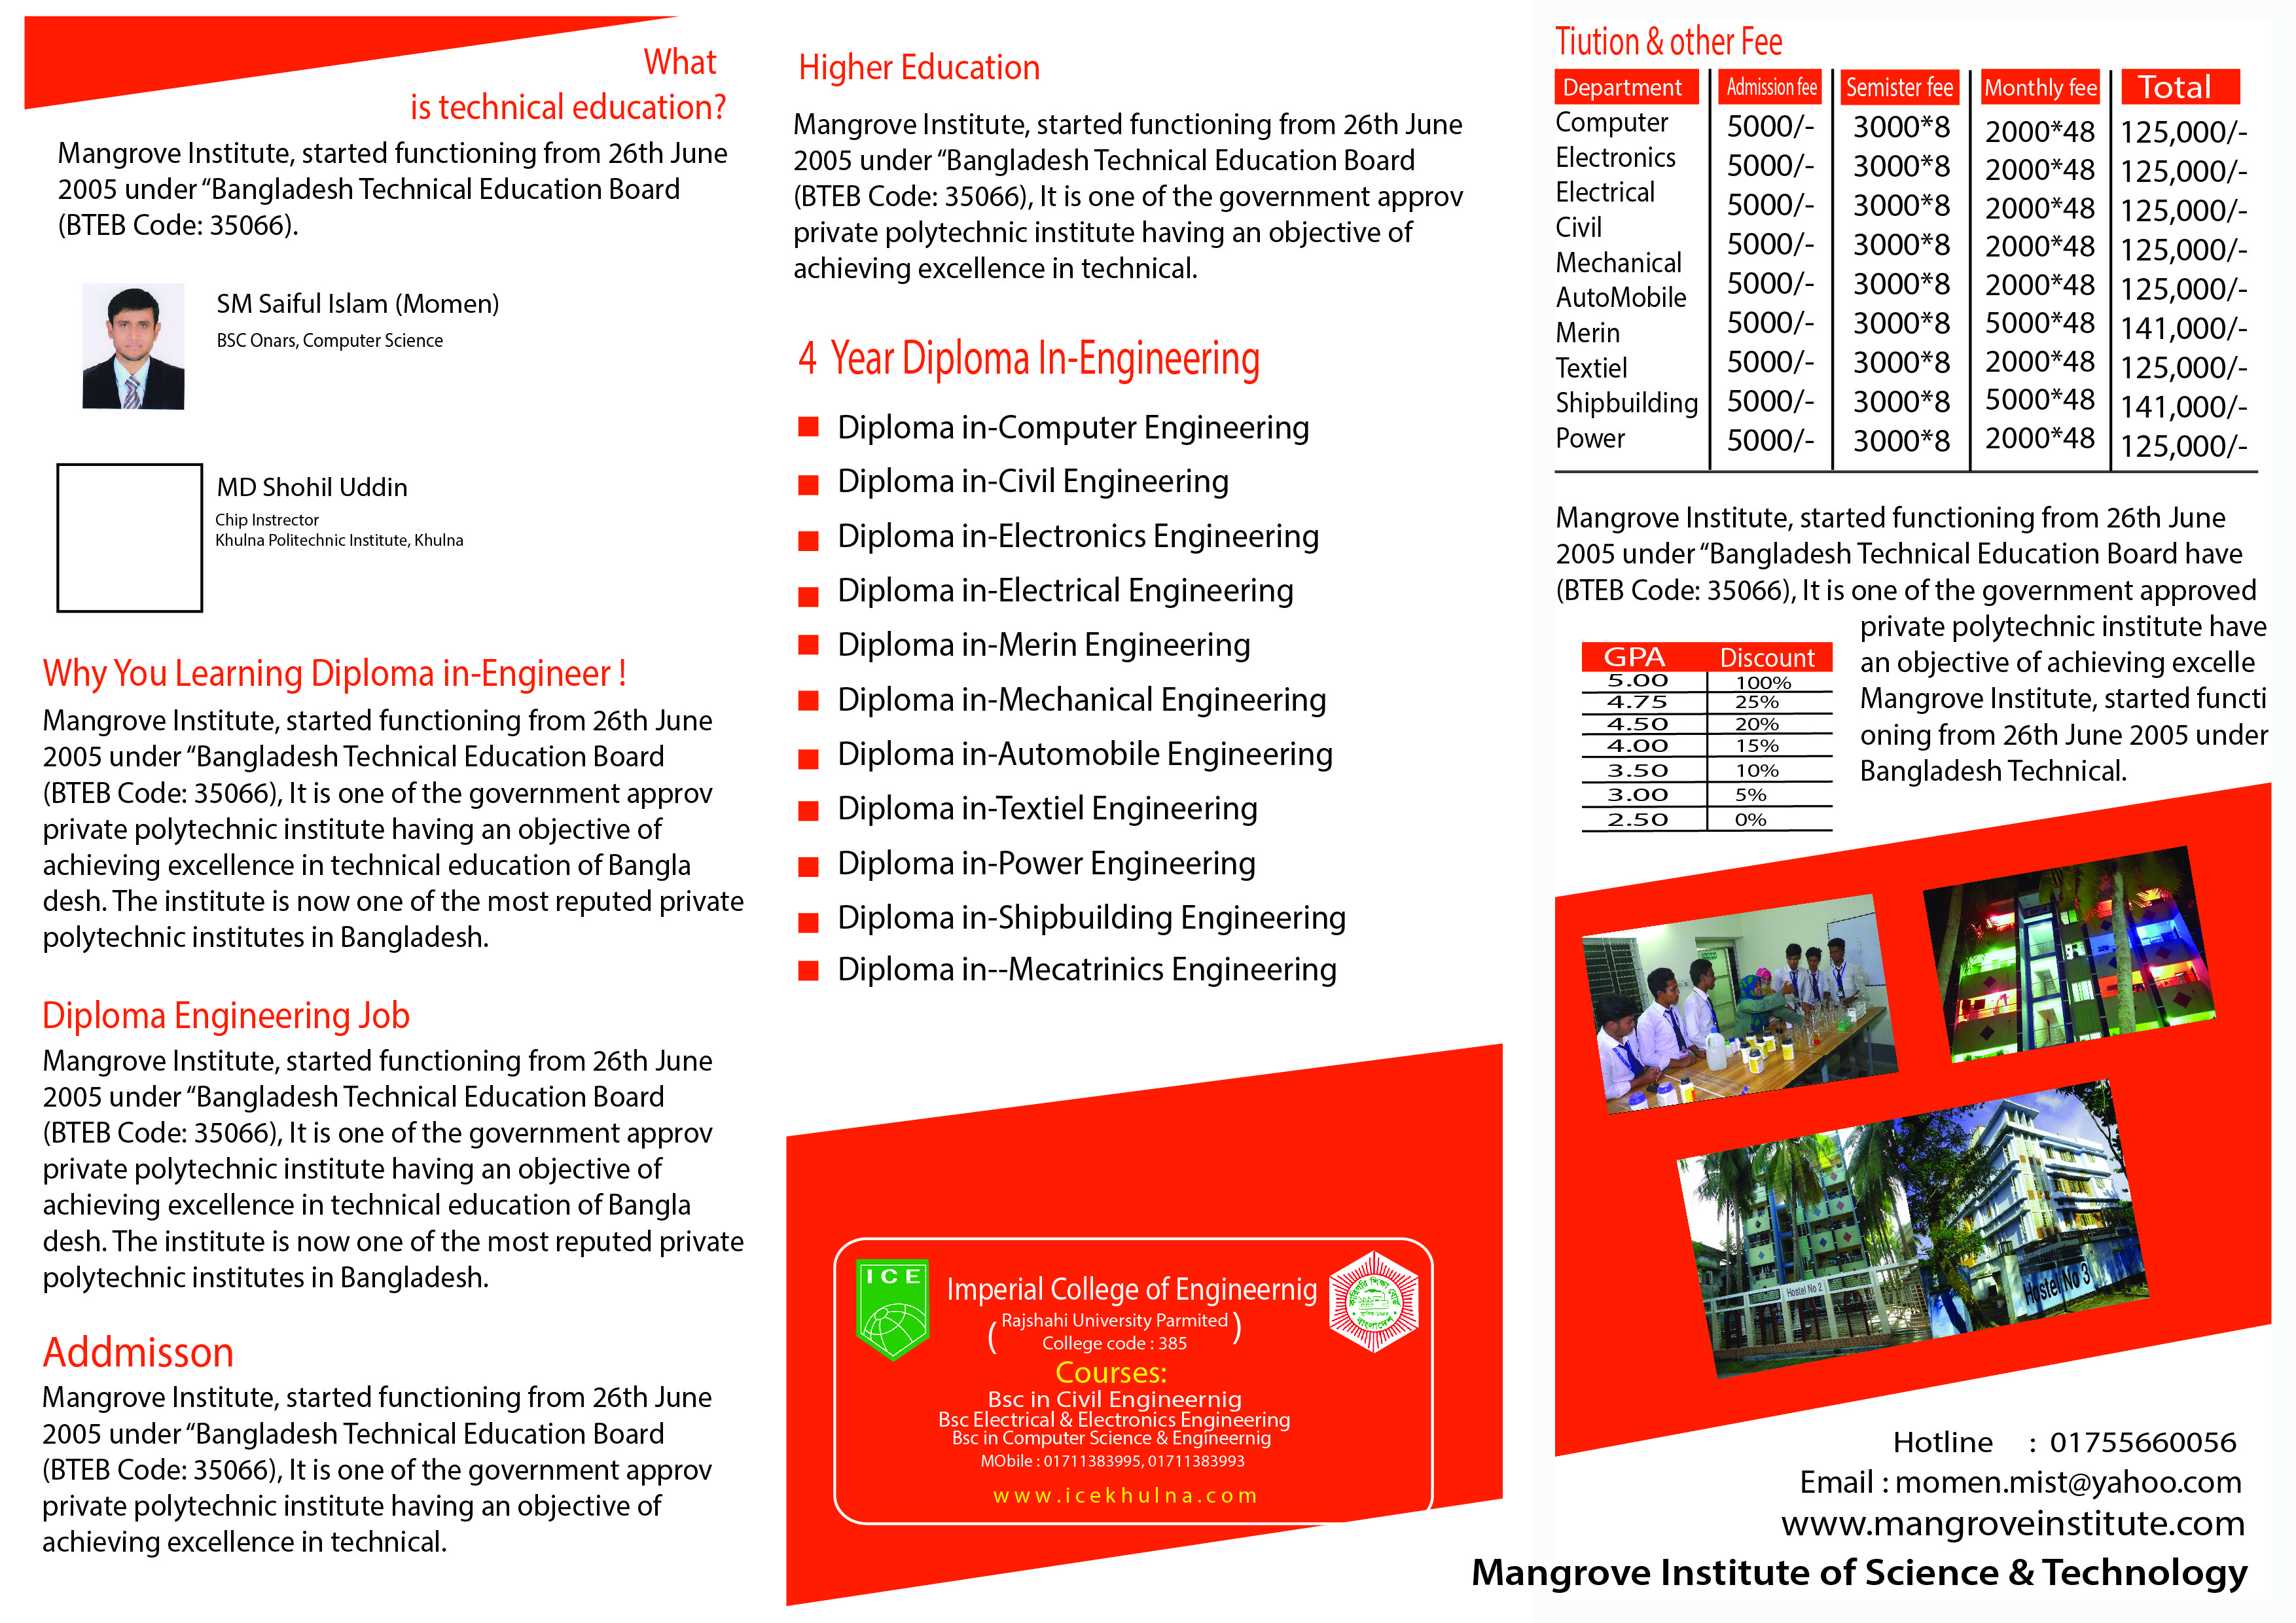 What
is technical education?
Mangrove Institute, started functioning from 26th June
2005 under “Bangladesh Technical Education Board
(BTEB Code: 35066).
SM Saiful Islam (Momen)
BSC Onars, Computer Science
MD Shohil Uddin
Chip Instrector
Khulna Politechnic Institute, Khulna
Why You Learning Diploma in-Engineer !
Mangrove Institute, started functioning from 26th June
2005 under “Bangladesh Technical Education Board
(BTEB Code: 35066), It is one of the government approv
private polytechnic institute having an objective of
achieving excellence in technical education of Bangla
desh. The institute is now one of the most reputed private
polytechnic institutes in Bangladesh.
Diploma Engineering Job
Mangrove Institute, started functioning from 26th June
2005 under “Bangladesh Technical Education Board
(BTEB Code: 35066), It is one of the government approv
private polytechnic institute having an objective of
achieving excellence in technical education of Bangla
desh. The institute is now one of the most reputed private
polytechnic institutes in Bangladesh.
Addmisson
Mangrove Institute, started functioning from 26th June
2005 under “Bangladesh Technical Education Board
(BTEB Code: 35066), It is one of the government approv
private polytechnic institute having an objective of
achieving excellence in technical.
Higher Education
Mangrove Institute, started functioning from 26th June
2005 under “Bangladesh Technical Education Board
(BTEB Code: 35066), It is one of the government approv
private polytechnic institute having an objective of
achieving excellence in technical.
4 Year Diploma In-Engineering
Diploma in-Computer Engineering
Diploma in-Civil Engineering
Diploma in-Electronics Engineering
Diploma in-Electrical Engineering
Diploma in-Merin Engineering
Diploma in-Mechanical Engineering
Diploma in-Automobile Engineering
Diploma in-Textiel Engineering
Diploma in-Power Engineering
Diploma in-Shipbuilding Engineering
Diploma in--Mecatrinics Engineering
ICE
Imperial College of Engineernig
( Rajshahi University Parmited )
College code : 385
Courses:
Bsc in Civil Engineernig
Bsc Electrical & Electronics Engineering
Bsc in Computer Science & Engineernig
MObile : 01711383995, 01711383993
www.icekhulna.com
কারিগরি শিক্ষা বোর্ড
বাংলাদেশ
Tiution & other Fee
Department Admission fee Semister fee Monthly fee Total
Computer 5000/- 3000*8 2000*48 125,000/-
Electronics 5000/- 3000*8 2000*48 125,000/-
Electrical 5000/- 3000*8 2000*48 125,000/-
Civil 5000/- 3000*8 2000*48 125,000/-
Mechanical 5000/- 3000*8 2000*48 125,000/-
AutoMobile 5000/- 3000*8 5000*48 141,000/-
Merin 5000/- 3000*8 2000*48 125,000/-
Textiel 5000/- 3000*8 5000*48 141,000/-
Shipbuilding 5000/- 3000*8 2000*48 125,000/-
Power
Mangrove Institute, started functioning from 26th June
2005 under “Bangladesh Technical Education Board have
(BTEB Code: 35066), It is one of the government approved
private polytechnic institute have
an objective of achieving excelle
Mangrove Institute, started functi
oning from 26th June 2005 under
Bangladesh Technical.
GPA Discount
5.00 100%
4.75 25%
4.50 20%
4.00 15%
3.50 10%
3.00 5%
2.50 0%
Hostel No 2
Hostel No 3
Hotline : 01755660056
Email : momen.mist@yahoo.com
www.mangroveinstitute.com
Mangrove Institute of Science & Technology